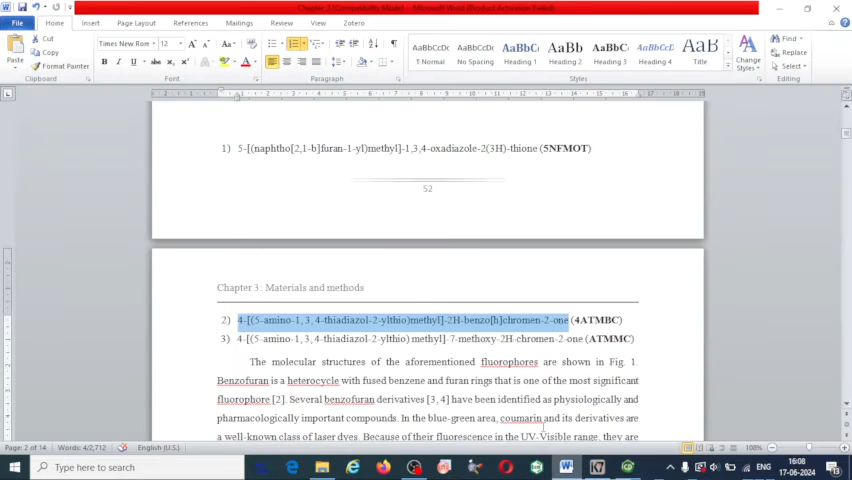 Chapter_3 [Compatibility Mode] - Microsoft Word (Product Activation Failed)
File Home Insert Page Layout References Mailings Review View Zotero
Cut
Copy
Format Painter
Paste
Clipboard
Times New Rom 12
Font
Paragraph
AaBbCcDc AaBbCcDc AaBbC( AaBb AaBbC( AaBbCcl AaB
¶ Normal No Spacing Heading 1 Heading 2 Heading 3 Heading 4 Title
Change Styles
Styles
Find
Replace
Select
Editing
1) 5-[(naphtho[2,1-b]furan-1-yl)methyl]-1,3,4-oxadiazole-2(3H)-thione (5NFMOT)
52
Chapter 3: Materials and methods
2) 4-[(5-amino-1, 3, 4-thiadiazol-2-ylthio)methyl]-2H-benzo[h]chromen-2-one (4ATMBC)
3) 4-[(5-amino-1, 3, 4-thiadiazol-2-ylthio) methyl]-7-methoxy-2H-chromen-2-one (ATMMC)
The molecular structures of the aforementioned fluorophores are shown in Fig. 1.
Benzofuran is a heterocycle with fused benzene and furan rings that is one of the most significant
fluorophore [2]. Several benzofuran derivatives [3, 4] have been identified as physiologically and
pharmacologically important compounds. In the blue-green area, coumarin and its derivatives are
a well-known class of laser dyes. Because of their fluorescence in the UV-Visible range, they are
Page: 2 of 14 Words: 4/2,712 English (U.S.) 108%
Type here to search
ENG
16:08
17-06-2024